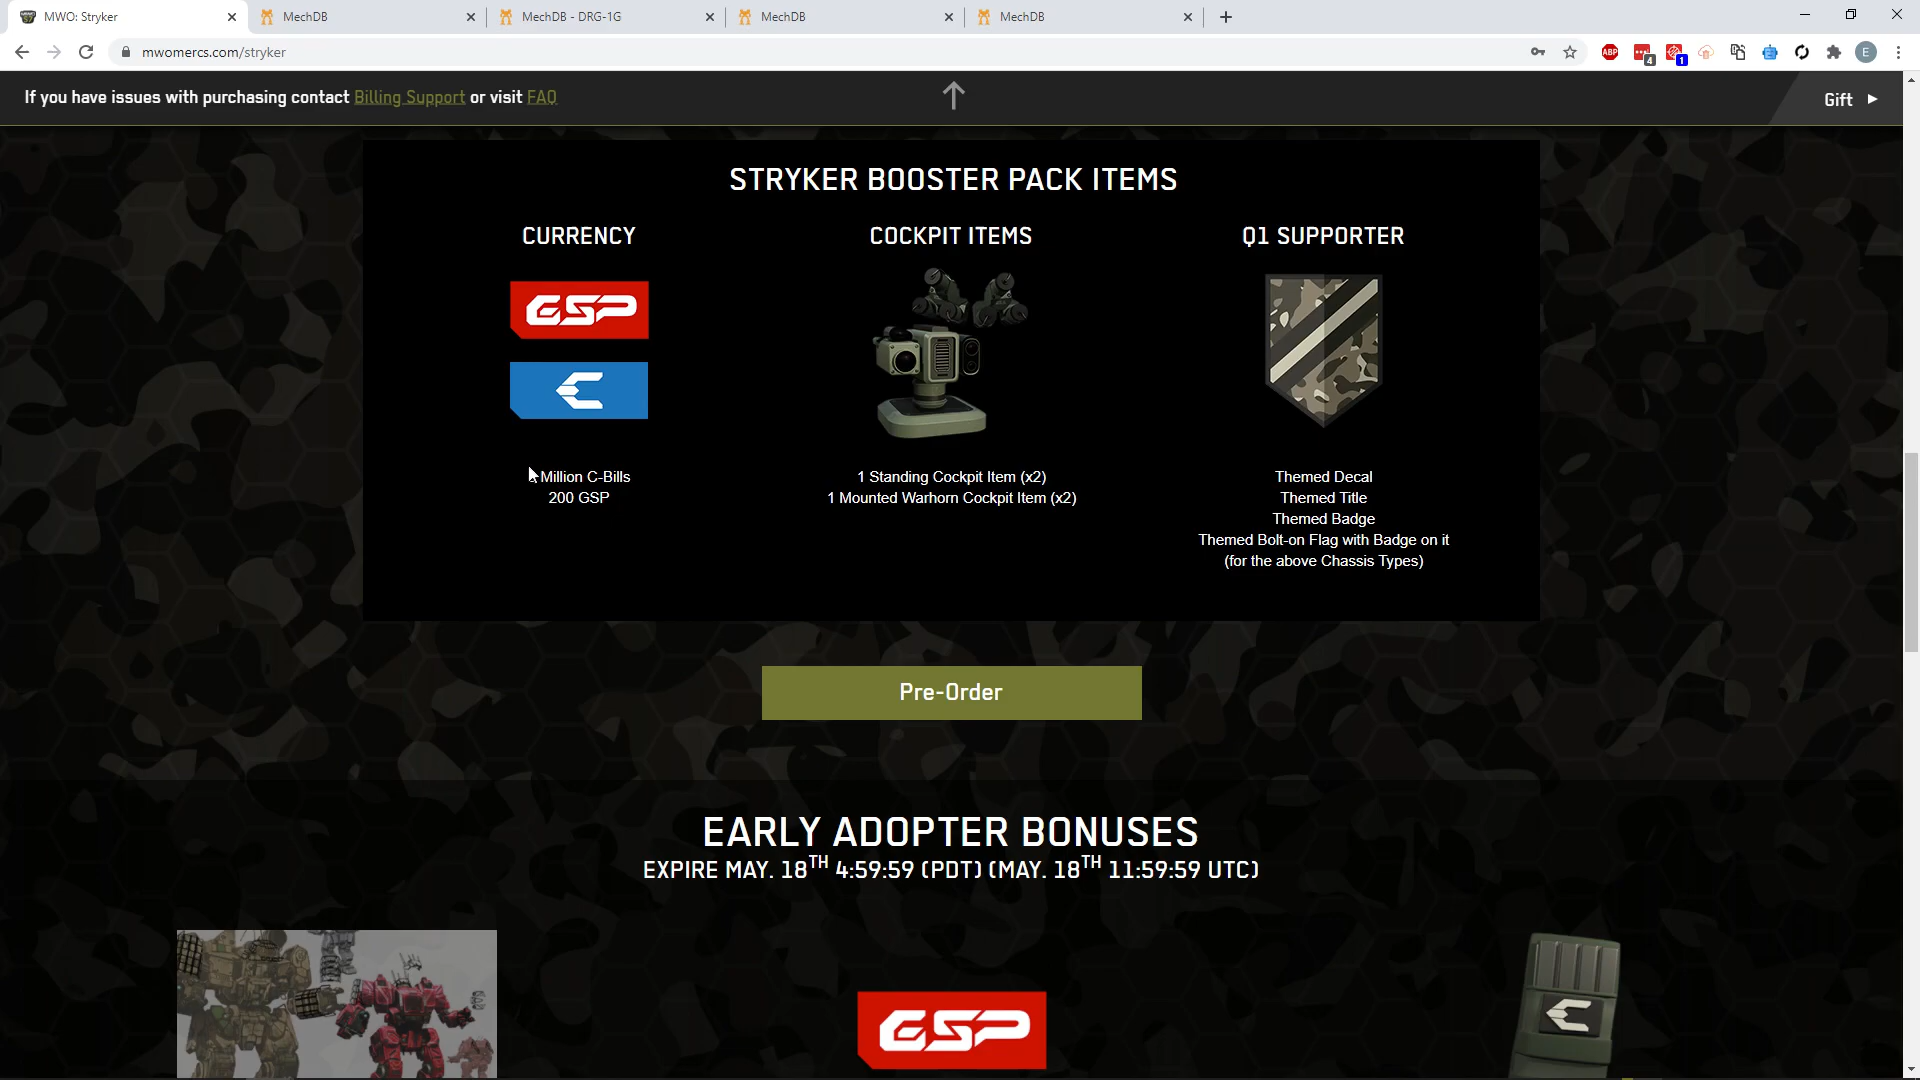 MWO: Stryker
MechDB
MechDB - DRG-1G
MechDB
MechDB
mwomercs.com/stryker
ABP
4
1
E
If you have issues with purchasing contact Billing Support or visit FAQ
Gift
STRYKER BOOSTER PACK ITEMS
CURRENCY
COCKPIT ITEMS
Q1 SUPPORTER
GSP
Million C-Bills
200 GSP
1 Standing Cockpit Item (x2)
1 Mounted Warhorn Cockpit Item (x2)
Themed Decal
Themed Title
Themed Badge
Themed Bolt-on Flag with Badge on it
(for the above Chassis Types)
Pre-Order
EARLY ADOPTER BONUSES
EXPIRE MAY. 18TH 4:59:59 (PDT) (MAY. 18TH 11:59:59 UTC)
GSP